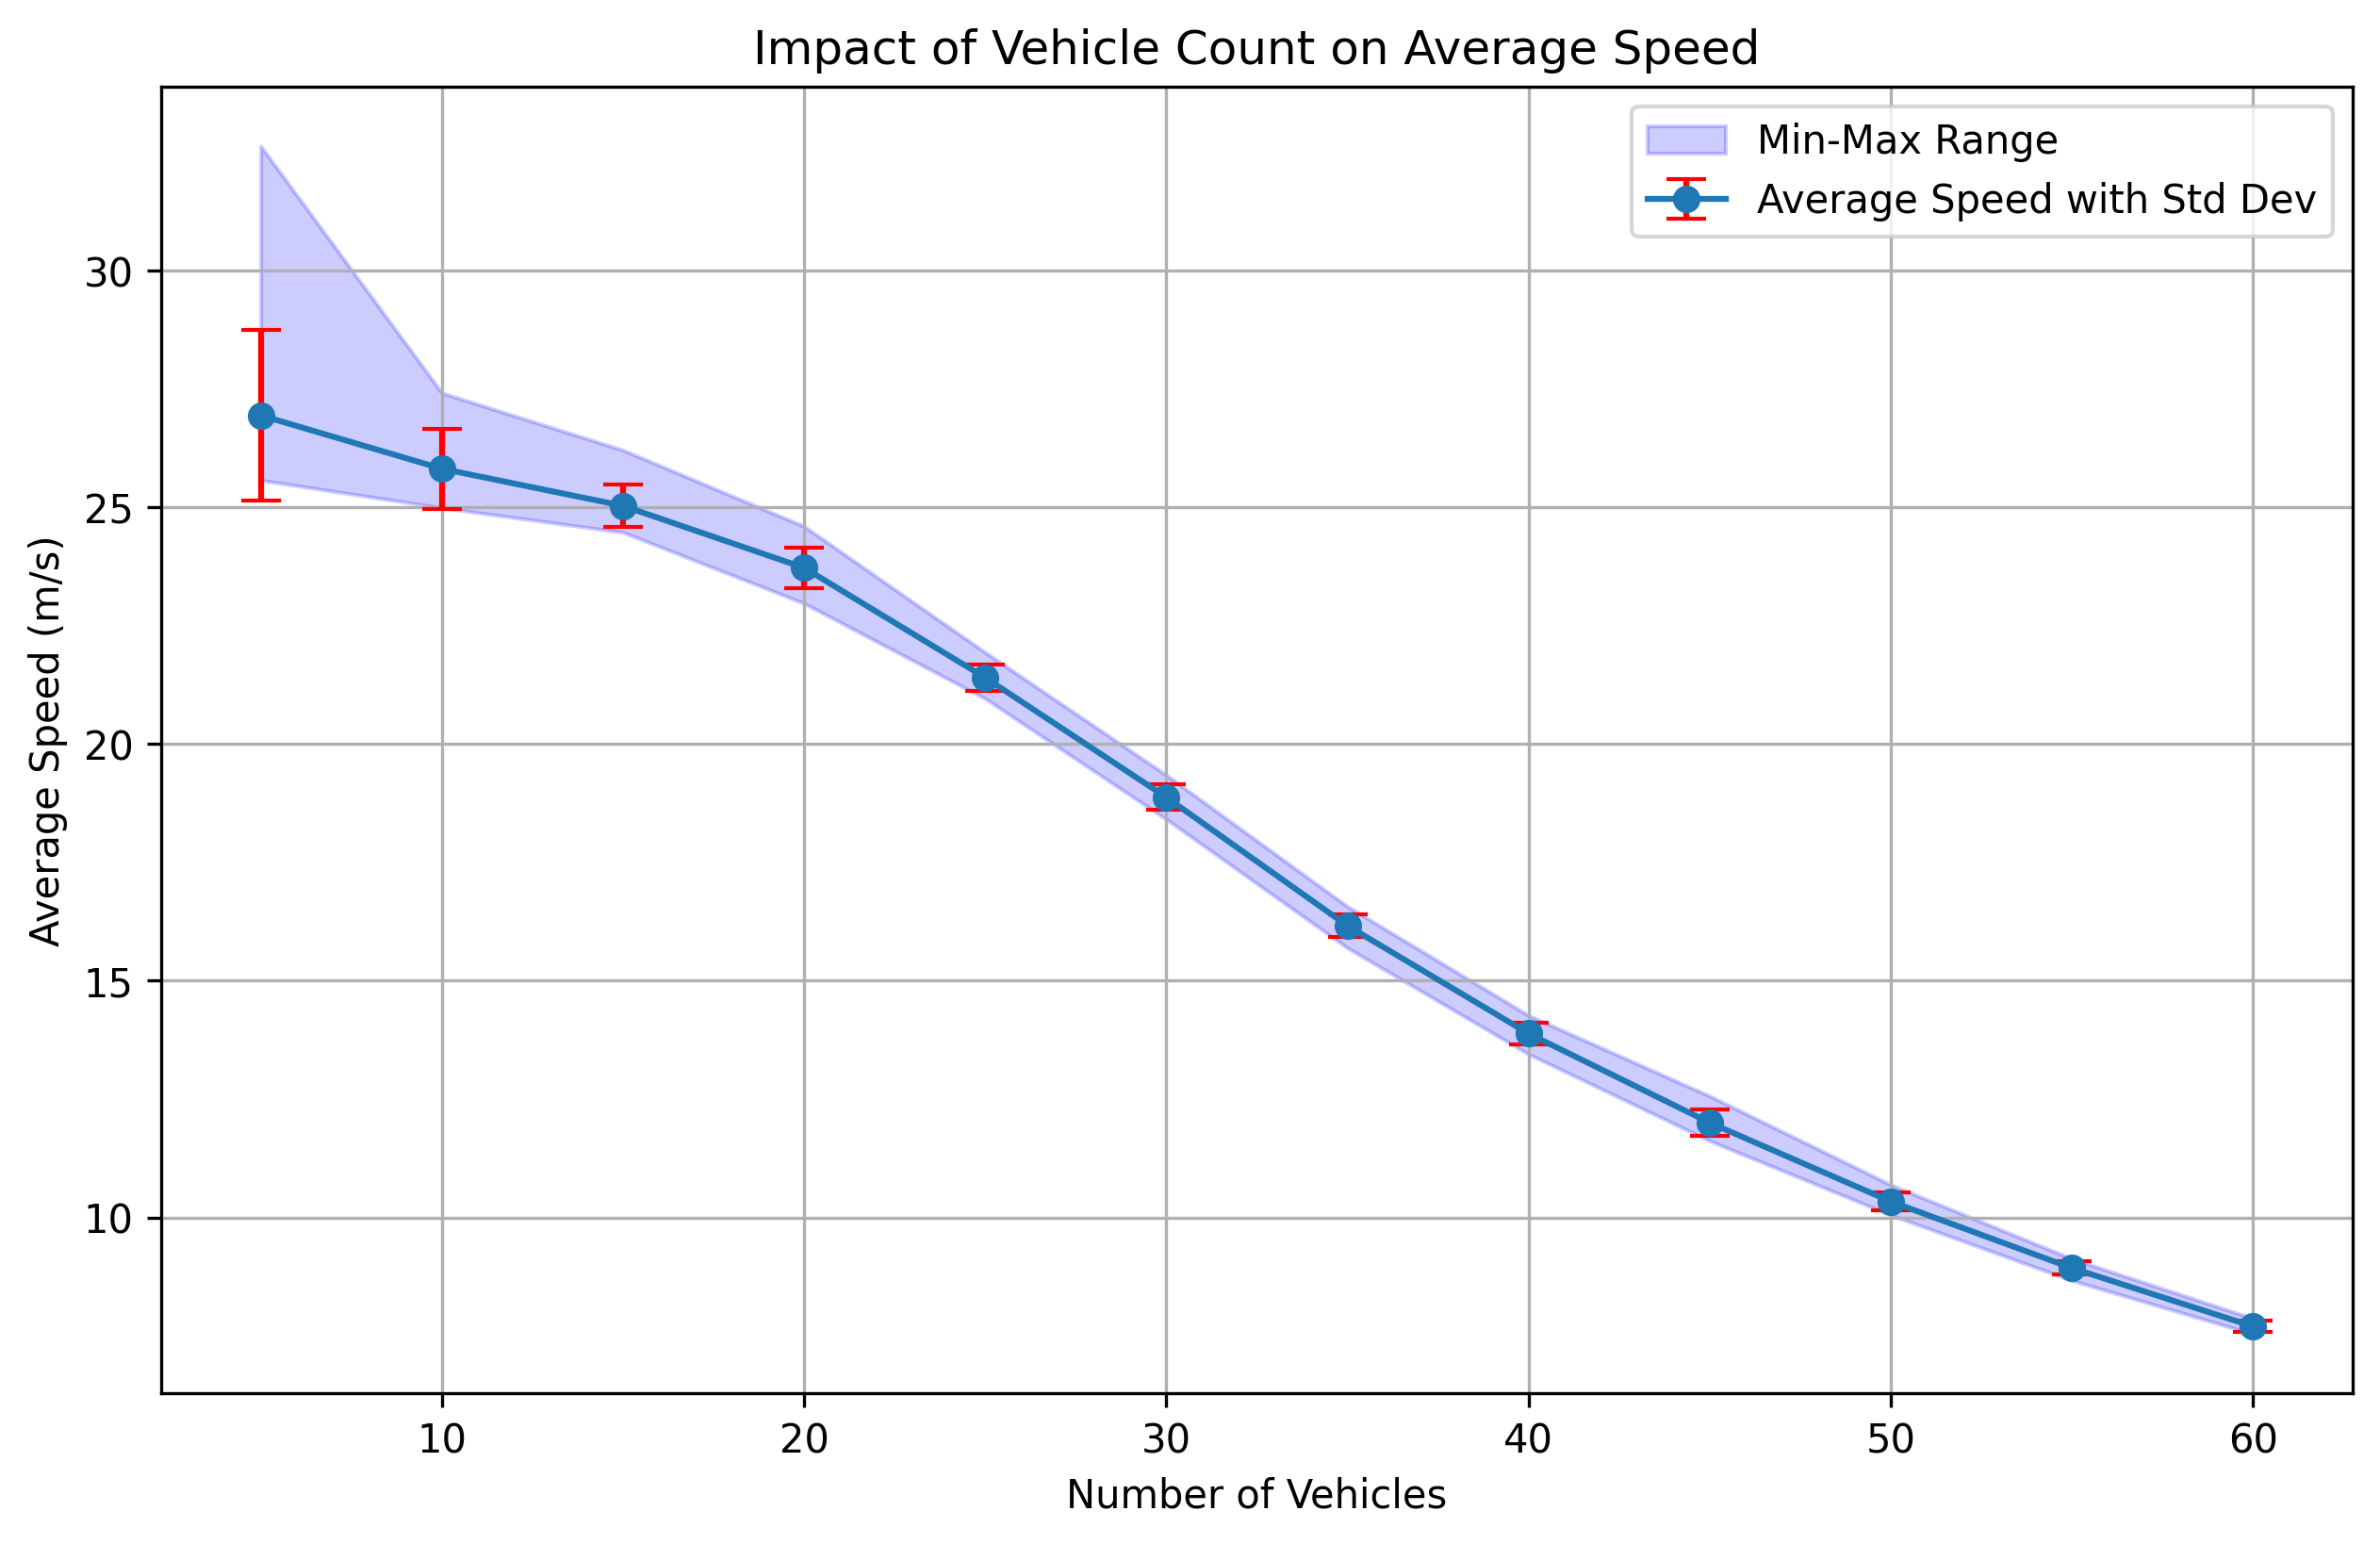 Impact of Vehicle Count on Average Speed
Min-Max Range
Average Speed with Std Dev
Average Speed (m/s)
30
25
20
15
10
10
20
30
40
50
60
Number of Vehicles